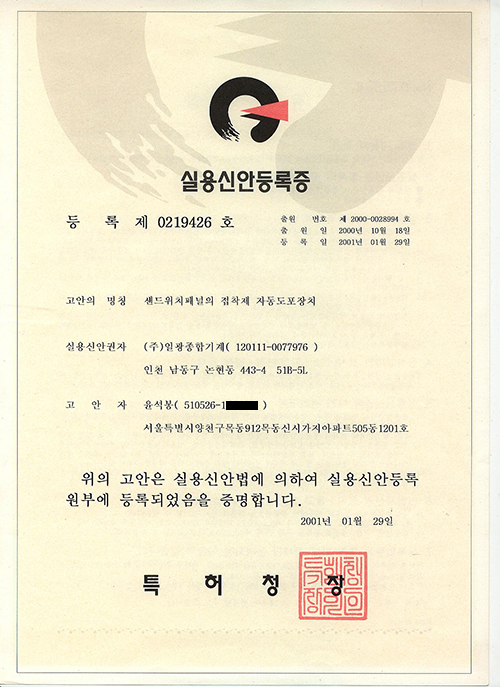 실용신안등록증
등 록 제 0219426 호
출원 번호 제 2000-0028994 호
출 원 일 2000년 10월 18일
등 록 일 2001년 01월 29일
고안의 명칭 센드위치패널의 접착제 자동도포장치
실용신안권자 (주)일광종합기계( 120111-0077976 )
인천 남동구 논현동 443-4 51B-5L
고 안 자 윤석봉( 510526-1 )
서울특별시양천구목동912목동신시가지아파트505동1201호
위의 고안은 실용신안법에 의하여 실용신안등록
원부에 등록되었음을 증명합니다.
2001년 01월 29일
특 허 청 장